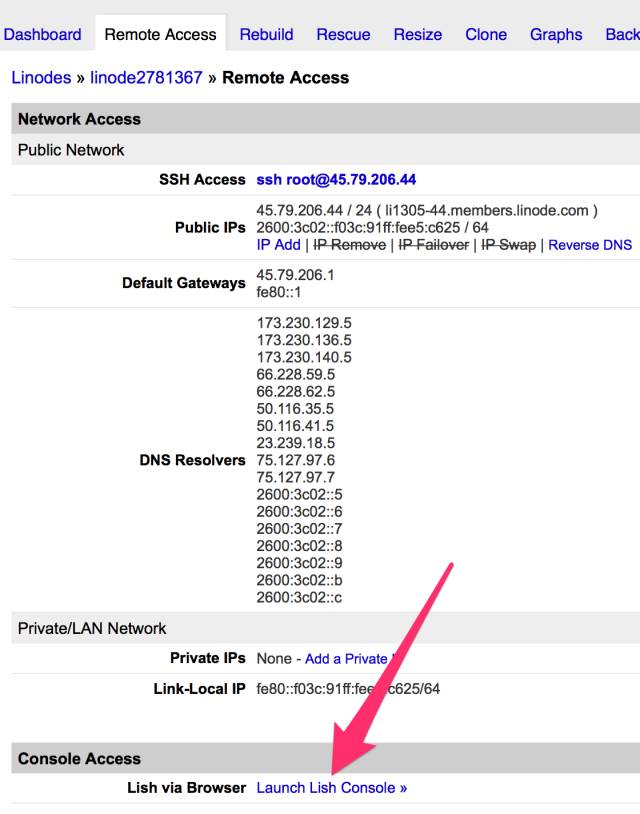 Dashboard Remote Access Rebuild Rescue Resize Clone Graphs Back
Linodes » linode2781367 » Remote Access
Network Access
Public Network
SSH Access ssh root@45.79.206.44
Public IPs 45.79.206.44 / 24 ( li1305-44.members.linode.com )
2600:3c02::f03c:91ff:fee5:c625 / 64
IP Add | IP Remove | IP Failover | IP Swap | Reverse DNS
Default Gateways 45.79.206.1
fe80::1
DNS Resolvers 173.230.129.5
173.230.136.5
173.230.140.5
66.228.59.5
66.228.62.5
50.116.35.5
50.116.41.5
23.239.18.5
75.127.97.6
75.127.97.7
2600:3c02::5
2600:3c02::6
2600:3c02::7
2600:3c02::8
2600:3c02::9
2600:3c02::b
2600:3c02::c
Private/LAN Network
Private IPs None - Add a Private
Link-Local IP fe80::f03c:91ff:fee c625/64
Console Access
Lish via Browser Launch Lish Console »